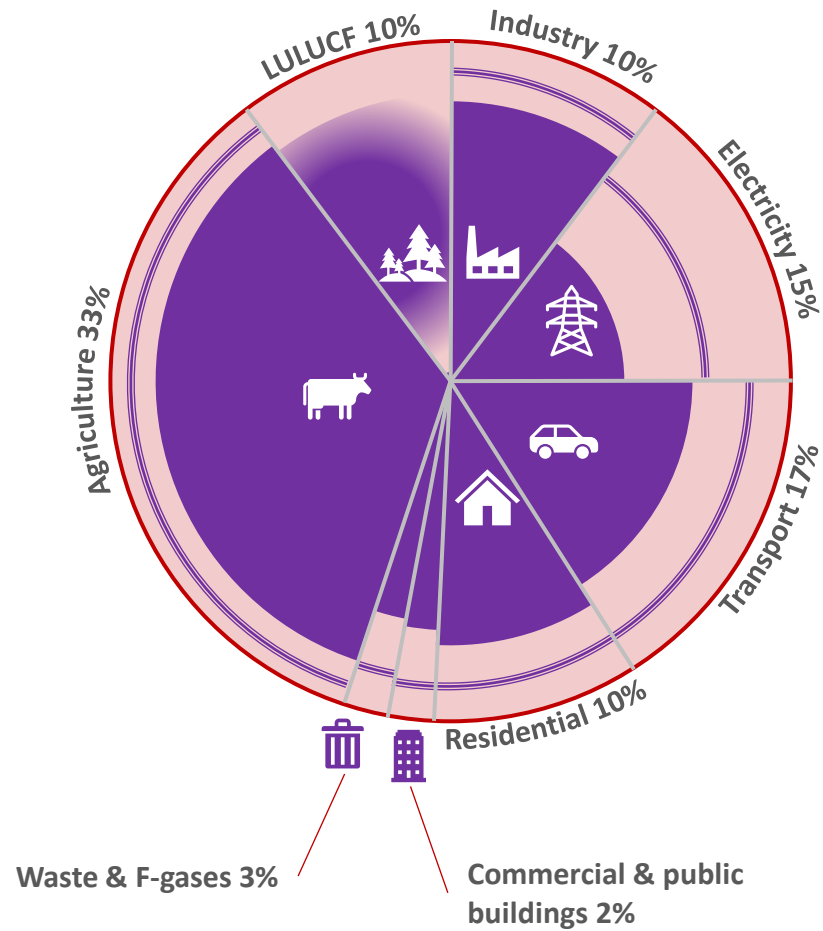 LULUCF 10%
Industry 10%
Electricity 15%
Agriculture 33%
Transport 17%
Residential 10%
Waste & F-gases 3%
Commercial & public
buildings 2%